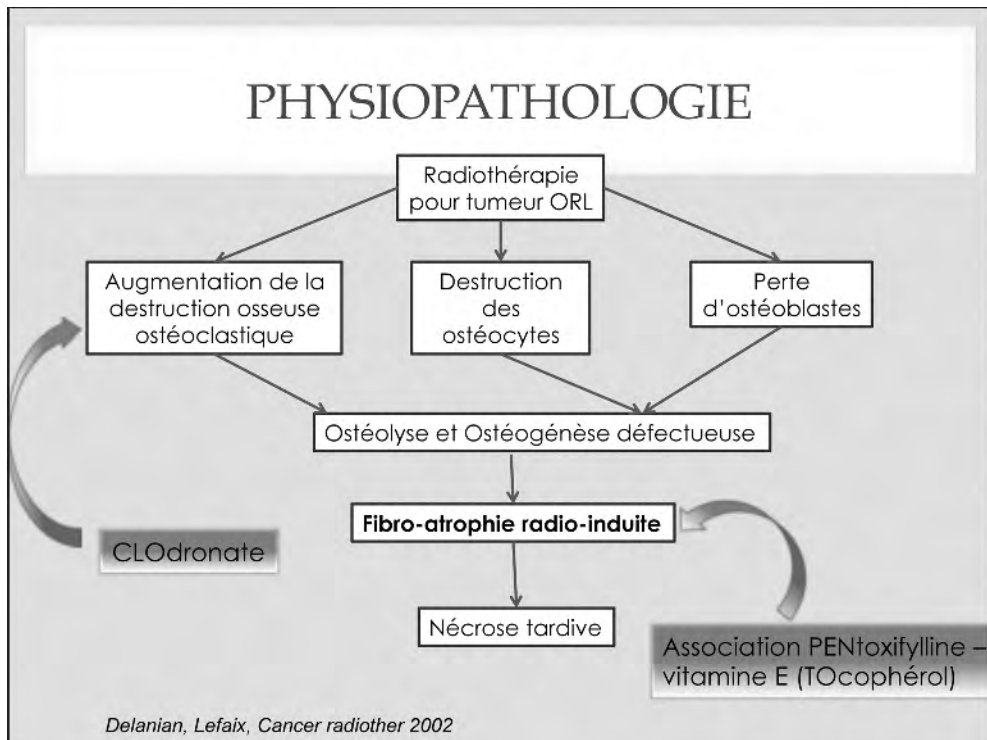 PHYSIOPATHOLOGIE
Radiothérapie
pour tumeur ORL
Augmentation de la
destruction osseuse
ostéoclastique
Destruction
des
ostéocytes
Perte
d'ostéoblastes
Ostéolyse et Ostéogénèse défectueuse
Fibro-atrophie radio-induite
CLOdronate
Nécrose tardive
Association PENtoxifylline –
vitamine E (TOcophérol)
Delanian, Lefaix, Cancer radiother 2002